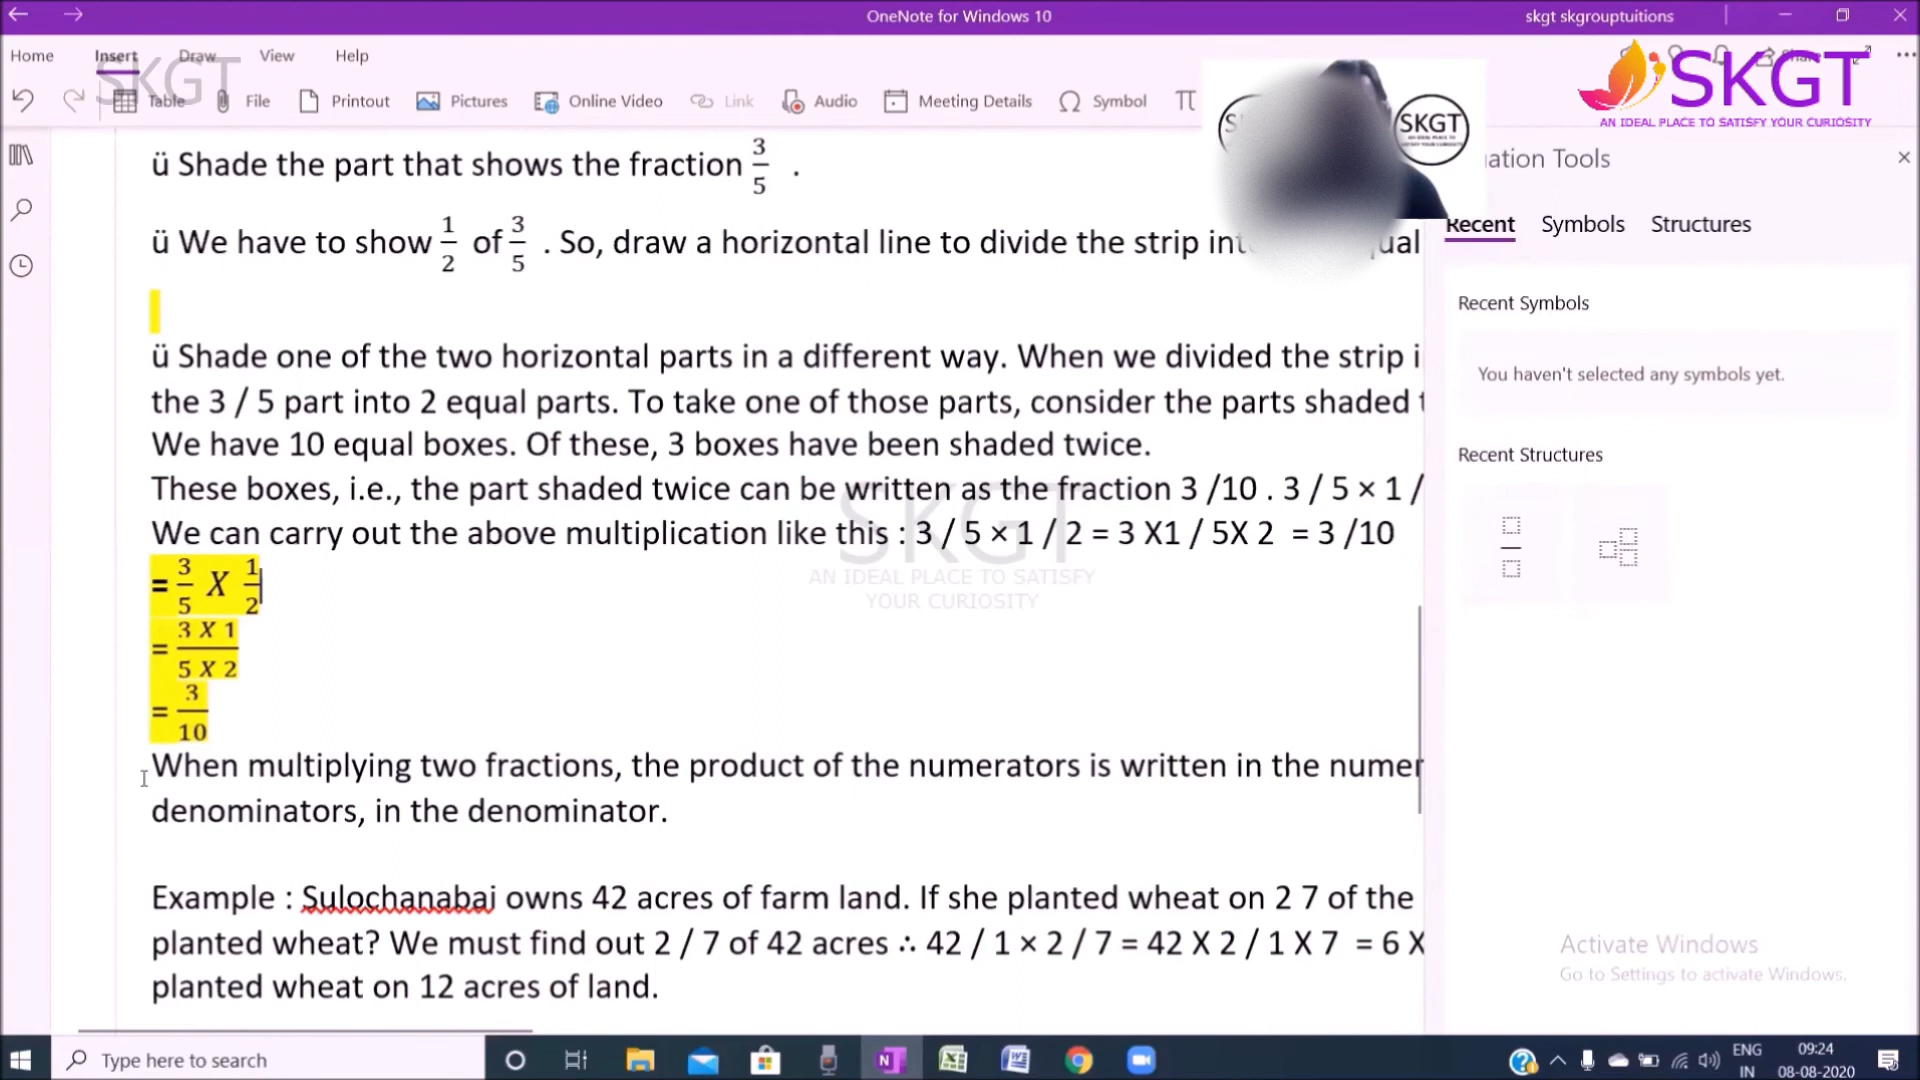 OneNote for Windows 10
skgt skgrouptuitions
Home Insert Draw View Help
SKGT
Table File Printout Pictures Online Video Link Audio Meeting Details Symbol
SKGT
SKGT
AN IDEAL PLACE TO SATISFY YOUR CURIOSITY
ü Shade the part that shows the fraction 3/5 .
ü We have to show 1/2 of 3/5 . So, draw a horizontal line to divide the strip
ü Shade one of the two horizontal parts in a different way. When we divided the strip i
the 3 / 5 part into 2 equal parts. To take one of those parts, consider the parts shaded
We have 10 equal boxes. Of these, 3 boxes have been shaded twice.
These boxes, i.e., the part shaded twice can be written as the fraction 3 /10 . 3 / 5 × 1 /
We can carry out the above multiplication like this : 3 / 5 × 1 / 2 = 3 X1 / 5X 2 = 3 /10
= 3/5 X 1/2
= 3 X 1 / 5 X 2
= 3/10
When multiplying two fractions, the product of the numerators is written in the numer
denominators, in the denominator.
Example : Sulochanabai owns 42 acres of farm land. If she planted wheat on 2 7 of the
planted wheat? We must find out 2 / 7 of 42 acres ∴ 42 / 1 × 2 / 7 = 42 X 2 / 1 X 7 = 6 X
planted wheat on 12 acres of land.
SKGT
AN IDEAL PLACE TO SATISFY
YOUR CURIOSITY
uation Tools
Recent Symbols Structures
Recent Symbols
You haven't selected any symbols yet.
Recent Structures
Activate Windows
Go to Settings to activate Windows.
Type here to search
ENG
IN
09:24
08-08-2020